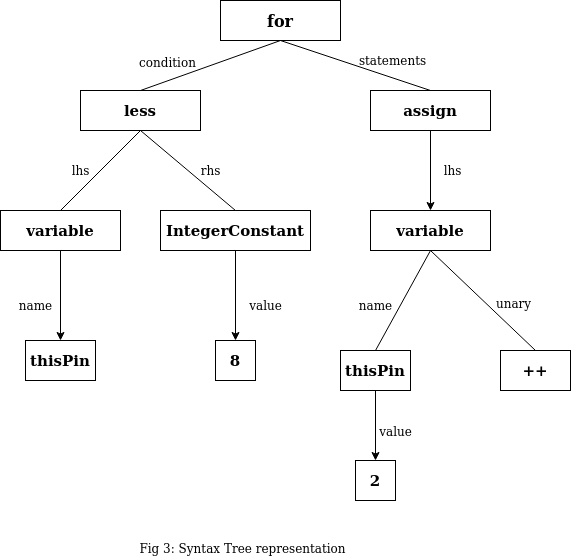 for
condition
statements
less
assign
lhs
rhs
lhs
variable
IntegerConstant
variable
name
value
name
unary
thisPin
8
thisPin
++
value
2
Fig 3: Syntax Tree representation